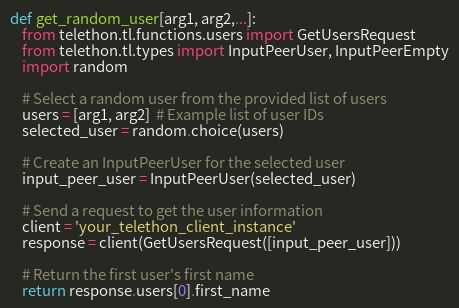 def get_random_user[arg1, arg2,...]:
from telethon.tl.functions.users import GetUsersRequest
from telethon.tl.types import InputPeerUser, InputPeerEmpty
import random
# Select a random user from the provided list of users
users = [arg1, arg2] # Example list of user IDs
selected_user = random.choice(users)
# Create an InputPeerUser for the selected user
input_peer_user = InputPeerUser(selected_user)
# Send a request to get the user information
client = 'your_telethon_client_instance'
response = client(GetUsersRequest([input_peer_user]))
# Return the first user's first name
return response.users[0].first_name